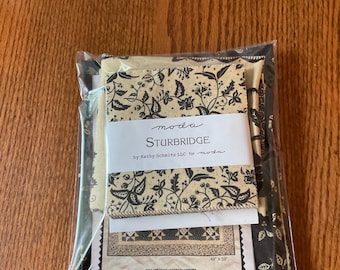 moda
STURBRIDGE
by Kathy Schmitz LLC for moda